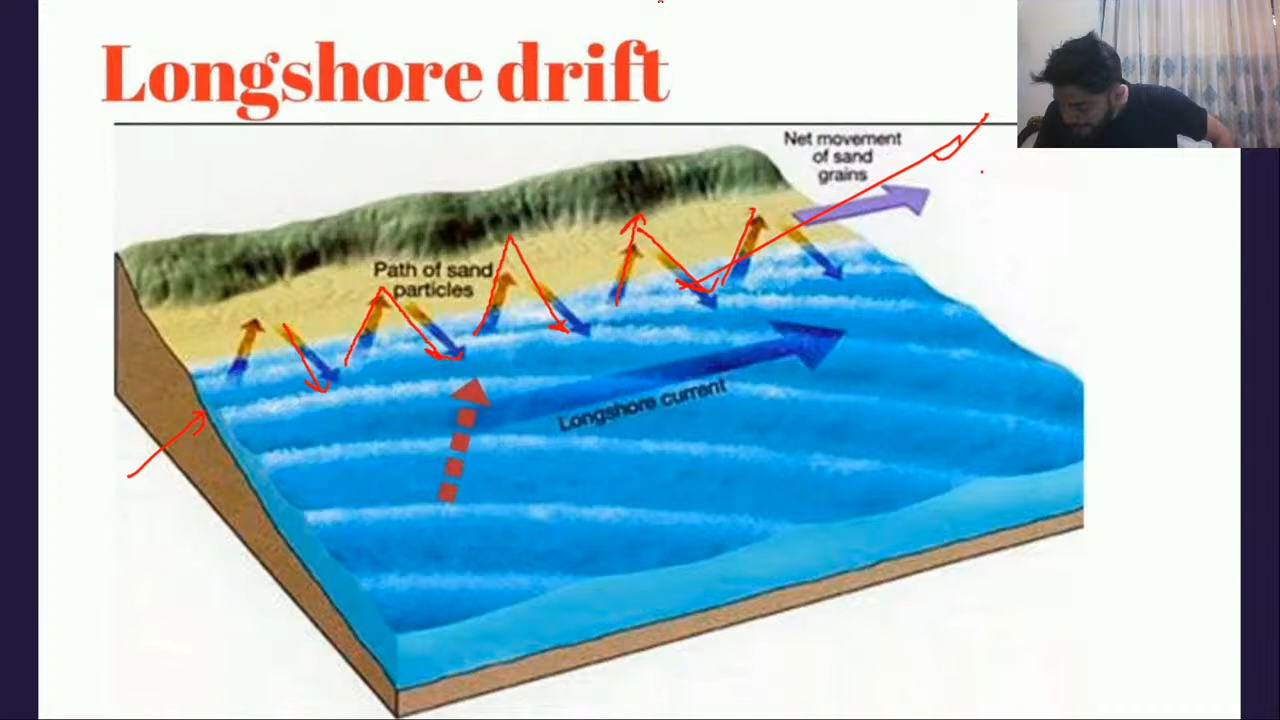 Longshore drift
Net movement
of sand
grains
Path of sand
particles
Longshore current